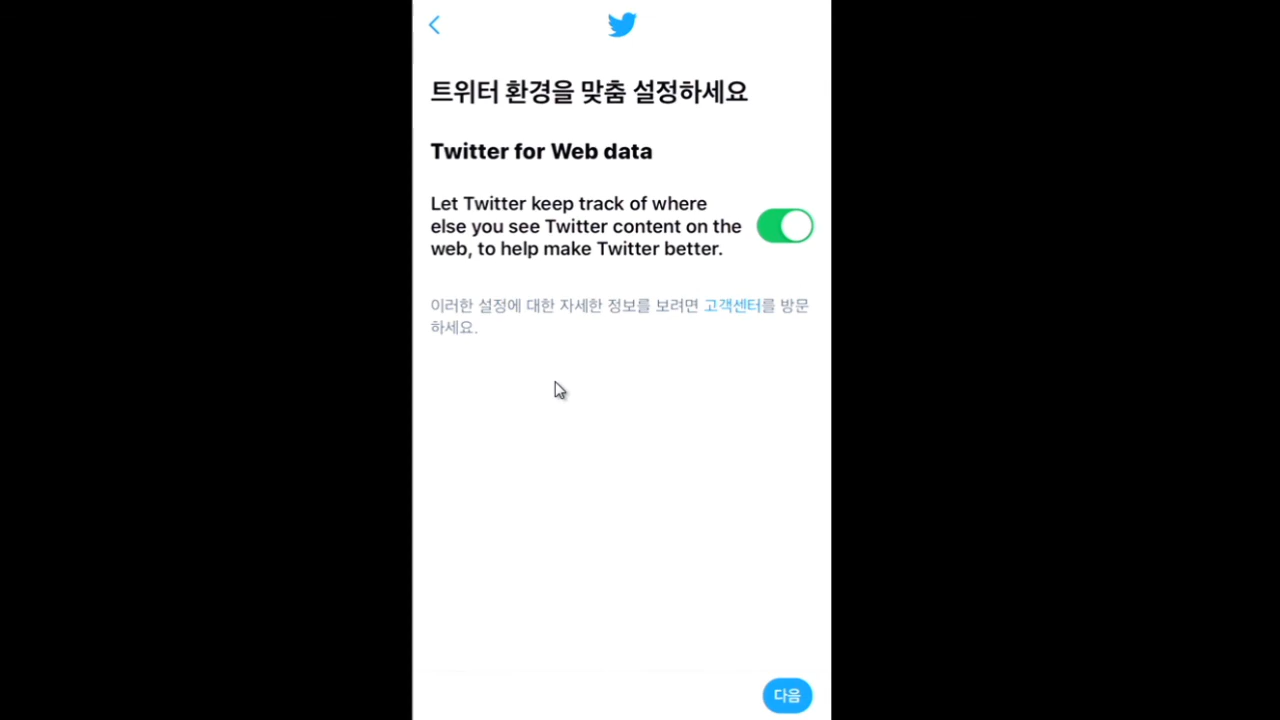 트위터 환경을 맞춤 설정하세요
Twitter for Web data
Let Twitter keep track of where
else you see Twitter content on the
web, to help make Twitter better.
이러한 설정에 대한 자세한 정보를 보려면 고객센터를 방문
하세요.
다음